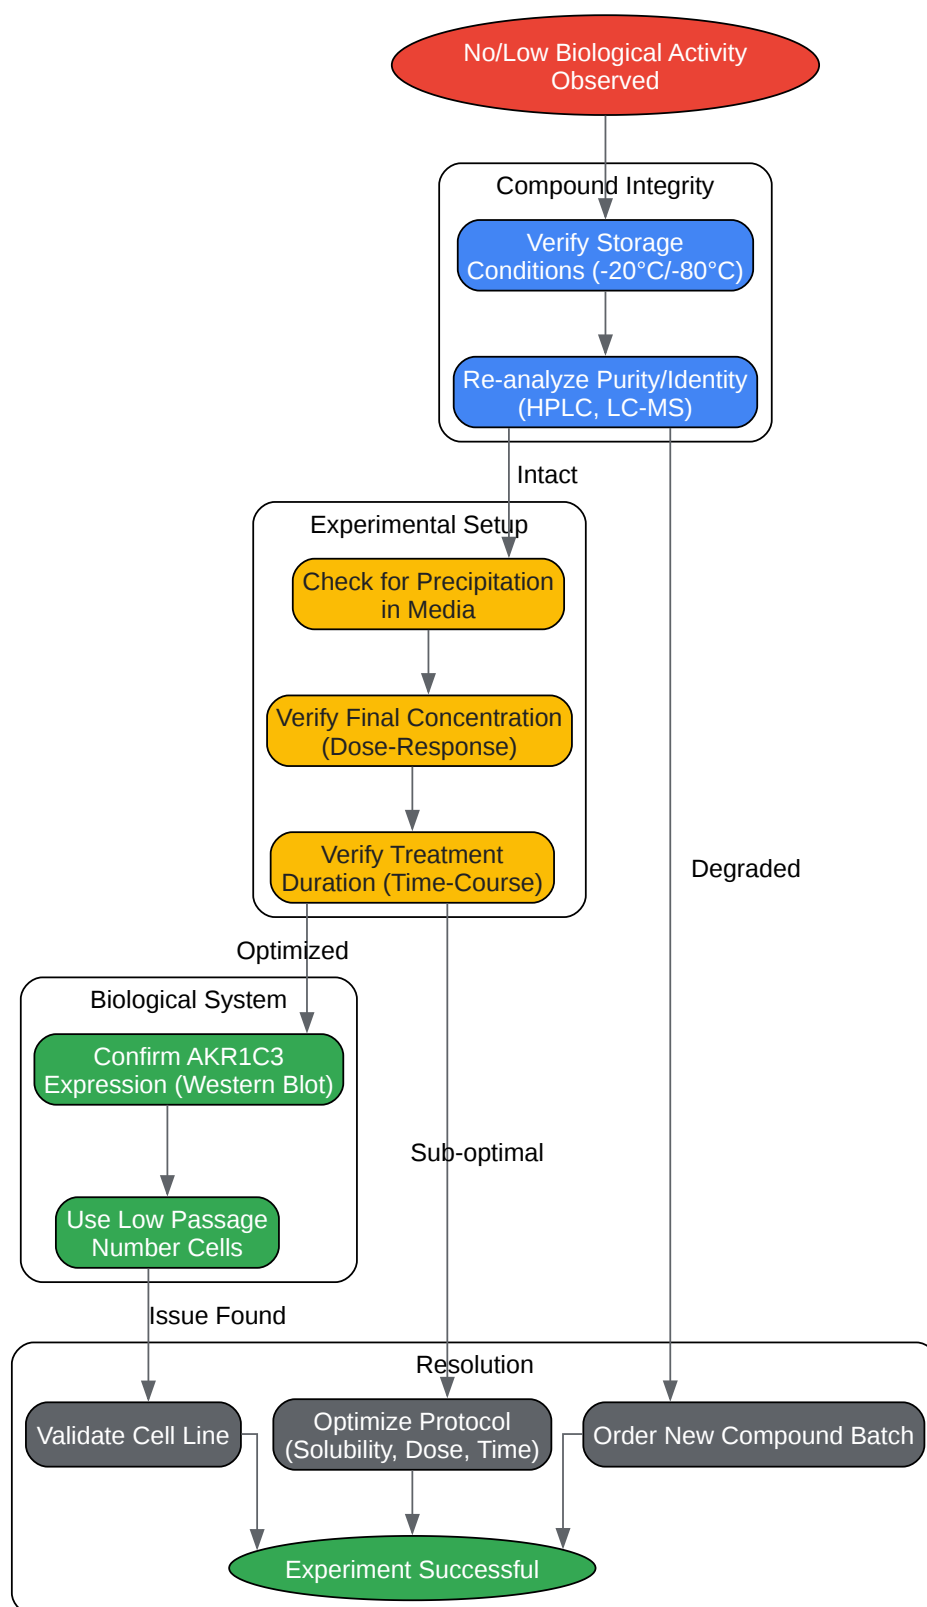 No/Low Biological Activity
Observed
Compound Integrity
Verify Storage
Conditions (-20°C/-80°C)
Re-analyze Purity/Identity
(HPLC, LC-MS)
Intact
Experimental Setup
Check for Precipitation
in Media
Verify Final Concentration
(Dose-Response)
Verify Treatment
Duration (Time-Course)
Degraded
Optimized
Biological System
Confirm AKR1C3
Expression (Western Blot)
Sub-optimal
Use Low Passage
Number Cells
Issue Found
Resolution
Validate Cell Line
Optimize Protocol
(Solubility, Dose, Time)
Order New Compound Batch
Experiment Successful